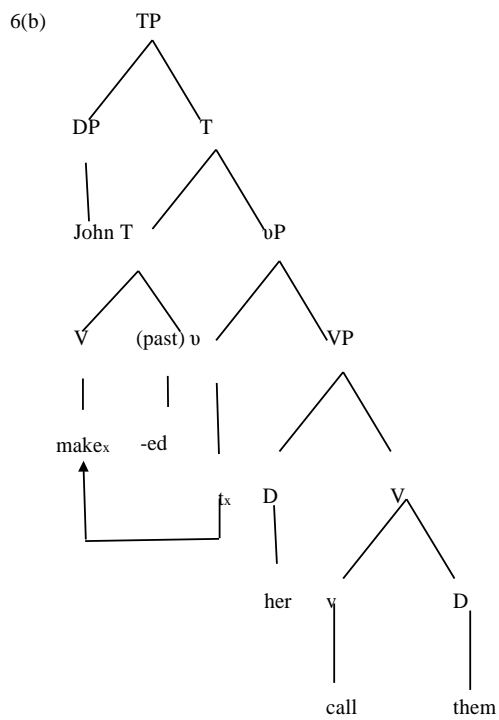 6(b) TP
DP T
John T υP
V (past) υ VP
makex -ed
tx D V
her v D
call them